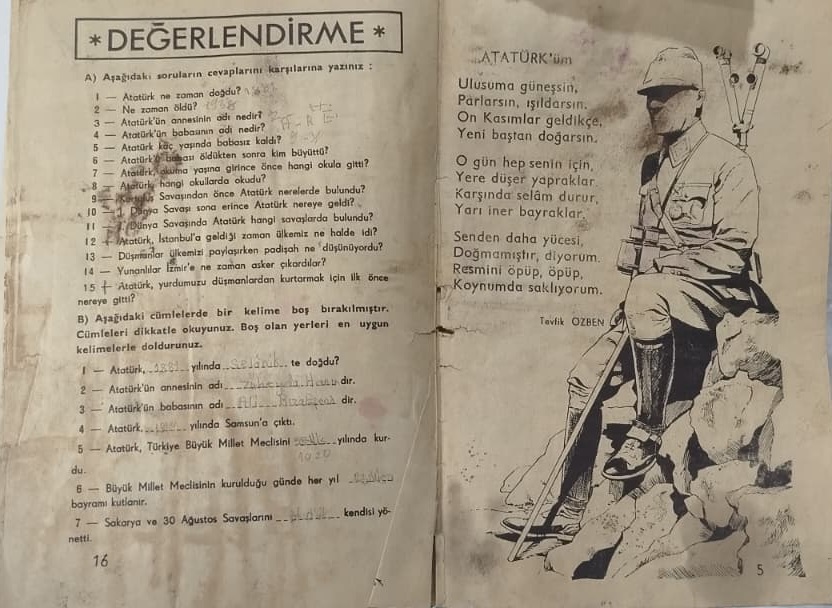 *DEĞERLENDİRME*
A) Aşağıdaki soruların cevaplarını karşılarına yazınız :
1 — Atatürk ne zaman doğdu?
2 — Ne zaman öldü? 1938
3 — Atatürk'ün annesinin adı nedir?
4 — Atatürk'ün babasının adı nedir?
5 — Atatürk kaç yaşında babasız kaldı?
6 — Atatürk'ü babası öldükten sonra kim büyüttü?
7 — Atatürk, okuma yaşına girince önce hangi okula gitti?
8 — Atatürk, hangi okullarda okudu?
9 — Kurtuluş Savaşından önce Atatürk nerelerde bulundu?
10 — 1. Dünya Savaşı sona erince Atatürk nereye geldi?
11 — 1. Dünya Savaşında Atatürk hangi savaşlarda bulundu?
12 — Atatürk, İstanbul'a geldiği zaman ülkemiz ne halde idi?
13 — Düşmanlar ülkemizi paylaşırken padişah ne düşünüyordu?
14 — Yunanlılar İzmir'e ne zaman asker çıkardılar?
15 — Atatürk, yurdumuzu düşmanlardan kurtarmak için ilk önce
nereye gitti?
B) Aşağıdaki cümlelerde bir kelime boş bırakılmıştır.
Cümleleri dikkatle okuyunuz. Boş olan yerleri en uygun
kelimelerle doldurunuz.
1 — Atatürk, 1881 yılında Selânik te doğdu?
2 — Atatürk'ün annesinin adı Zübeyde Hanım dir.
3 — Atatürk'ün babasının adı Ali dir.
4 — Atatürk, yılında Samsun'a çıktı.
5 — Atatürk, Türkiye Büyük Millet Meclisini yılında kur-
1920
du.
6 — Büyük Millet Meclisinin kurulduğu günde her yıl
bayramı kutlanır.
7 — Sakarya ve 30 Ağustos Savaşlarını kendisi yö-
netti.
16
ATATÜRK'üm
Ulusuma güneşsin,
Parlarsın, ışıldarsın.
On Kasımlar geldikçe,
Yeni baştan doğarsın.
O gün hep senin için,
Yere düşer yapraklar
Karşında selâm durur,
Yarı iner bayraklar.
Senden daha yücesi,
Doğmamıştır, diyorum.
Resmini öpüp, öpüp,
Koynumda saklıyorum.
Tevfik ÖZBEN
5